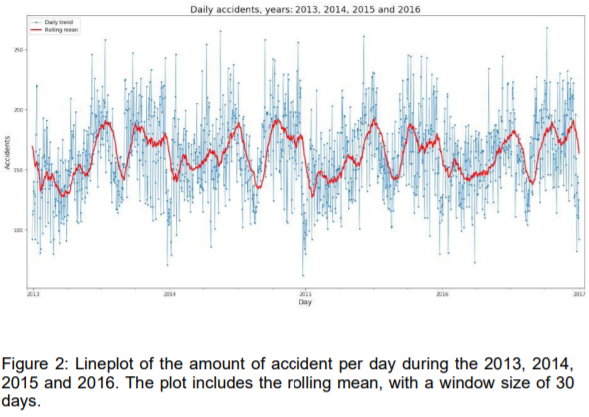 Daily accidents, years: 2013, 2014, 2015 and 2016
Daily trend
Rolling mean
250
200
150
100
Accidents
2013
2014
2015
2016
2017
Day
Figure 2: Lineplot of the amount of accident per day during the 2013, 2014,
2015 and 2016. The plot includes the rolling mean, with a window size of 30
days.